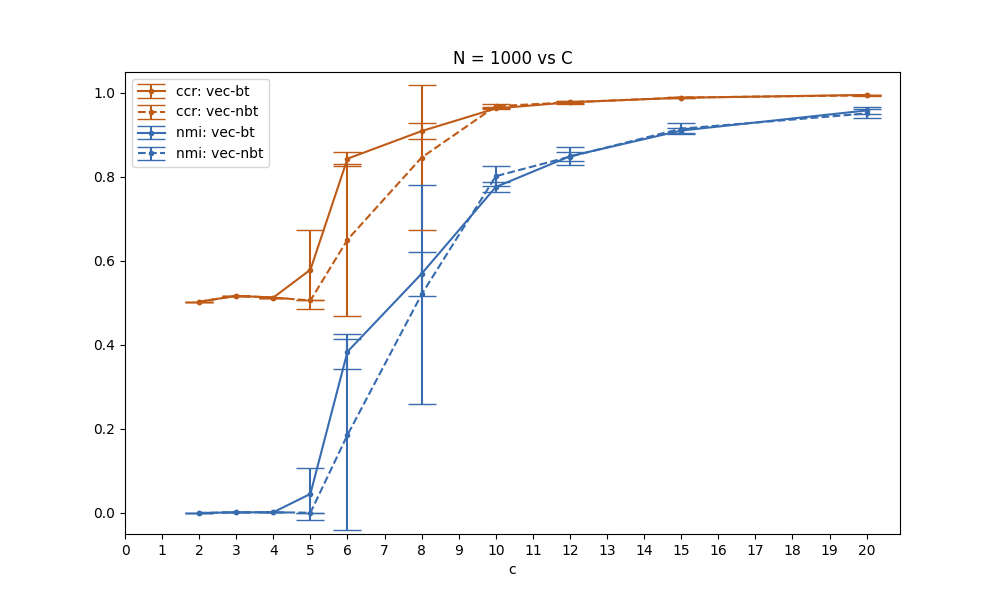 N = 1000 vs C
ccr: vec-bt
ccr: vec-nbt
nmi: vec-bt
nmi: vec-nbt
1.0
0.8
0.6
0.4
0.2
0.0
0 1 2 3 4 5 6 7 8 9 10 11 12 13 14 15 16 17 18 19 20
c